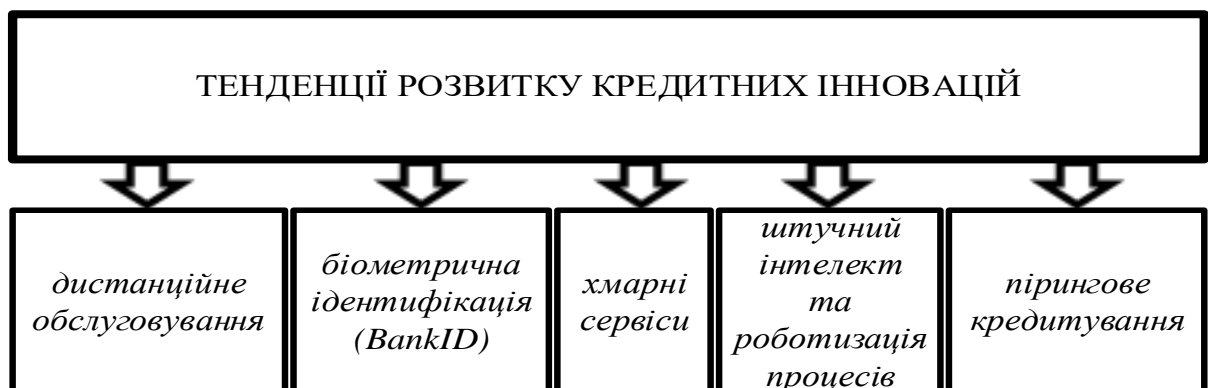 ТЕНДЕНЦІЇ РОЗВИТКУ КРЕДИТНИХ ІННОВАЦІЙ
дистанційне
обслуговування
біометрична
ідентифікація
(BankID)
хмарні
сервіси
штучний
інтелект
та
роботизація
процесів
пірингове
кредитування